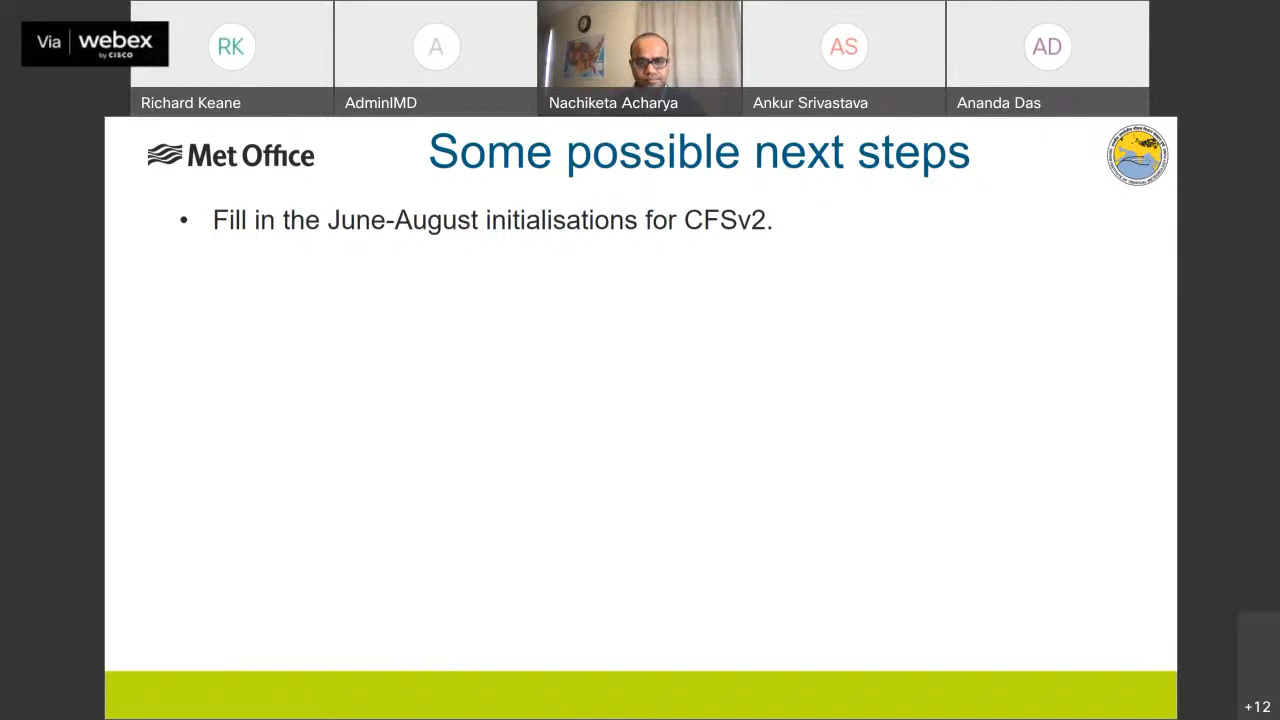 Via webex
by CISCO
RK
A
AS
AD
Richard Keane
AdminIMD
Nachiketa Acharya
Ankur Srivastava
Ananda Das
Met Office
Some possible next steps
• Fill in the June-August initialisations for CFSv2.
+12